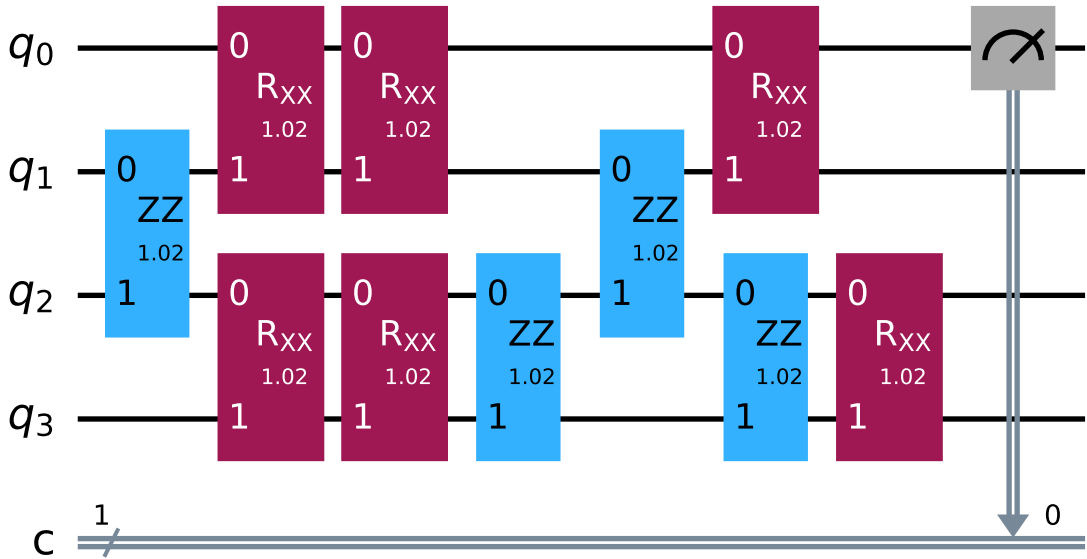 q0
0 0 0
RXX RXX RXX
1.02 1.02 1.02
q1
0 1 1 0 1
ZZ ZZ
1.02 1.02
q2
1 0 0 0 1 0 0
RXX RXX ZZ ZZ RXX
1.02 1.02 1.02 1.02 1.02
q3
1 1 1 1 1
1 0
c